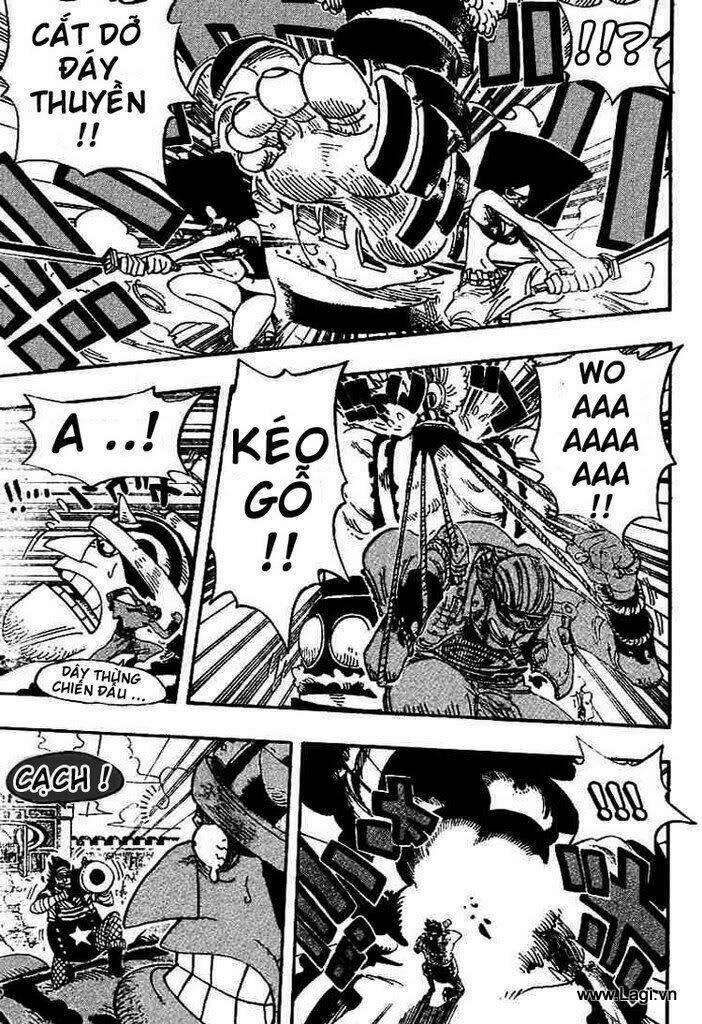 !!?
CẮT DỠ
ĐÁY
THUYỀN
!!
WO
AAA
AAAA
AAA
!!
KÉO
GỖ
!!
A ..!
!!...
DÂY THỪNG
CHIẾN ĐẤU ...
!!!
CẠCH !
P
www.Lagi.vn